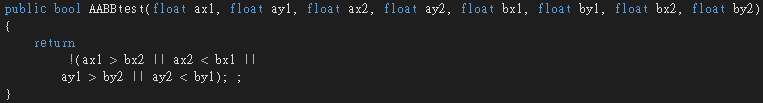 public bool AABBtest(float ax1, float ay1, float ax2, float ay2, float bx1, float by1, float bx2, float by2)
{
return
!(ax1 > bx2 || ax2 < bx1 ||
ay1 > by2 || ay2 < by1); ;
}